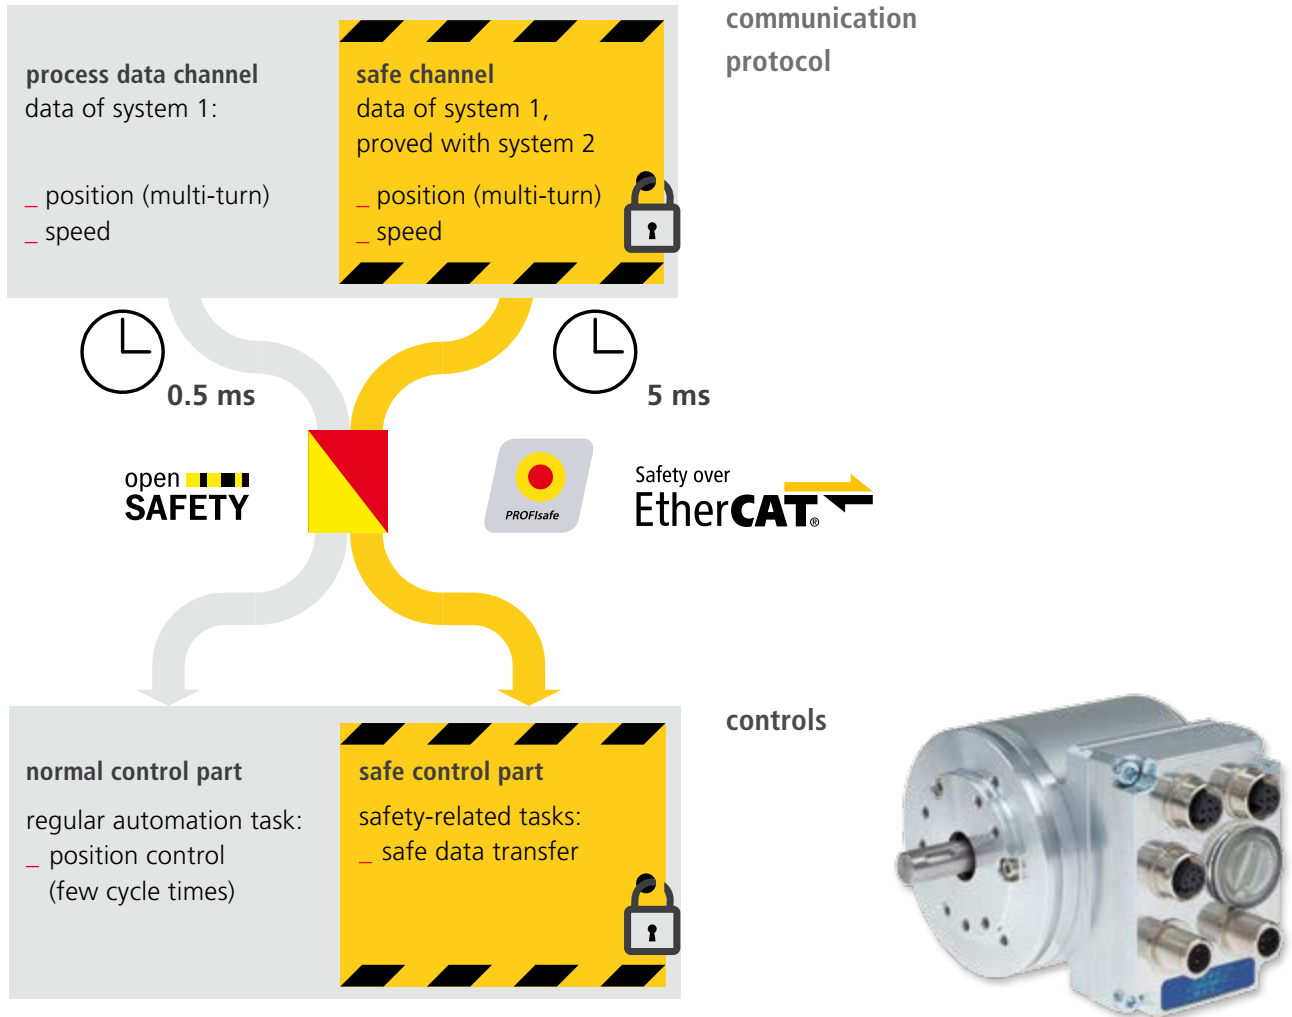 communication
protocol
process data channel
data of system 1:
_ position (multi-turn)
_ speed
safe channel
data of system 1,
proved with system 2
_ position (multi-turn)
_ speed
0.5 ms
5 ms
open
SAFETY
PROFIsafe
Safety over
EtherCAT®
controls
normal control part
regular automation task:
_ position control
(few cycle times)
safe control part
safety-related tasks:
_ safe data transfer